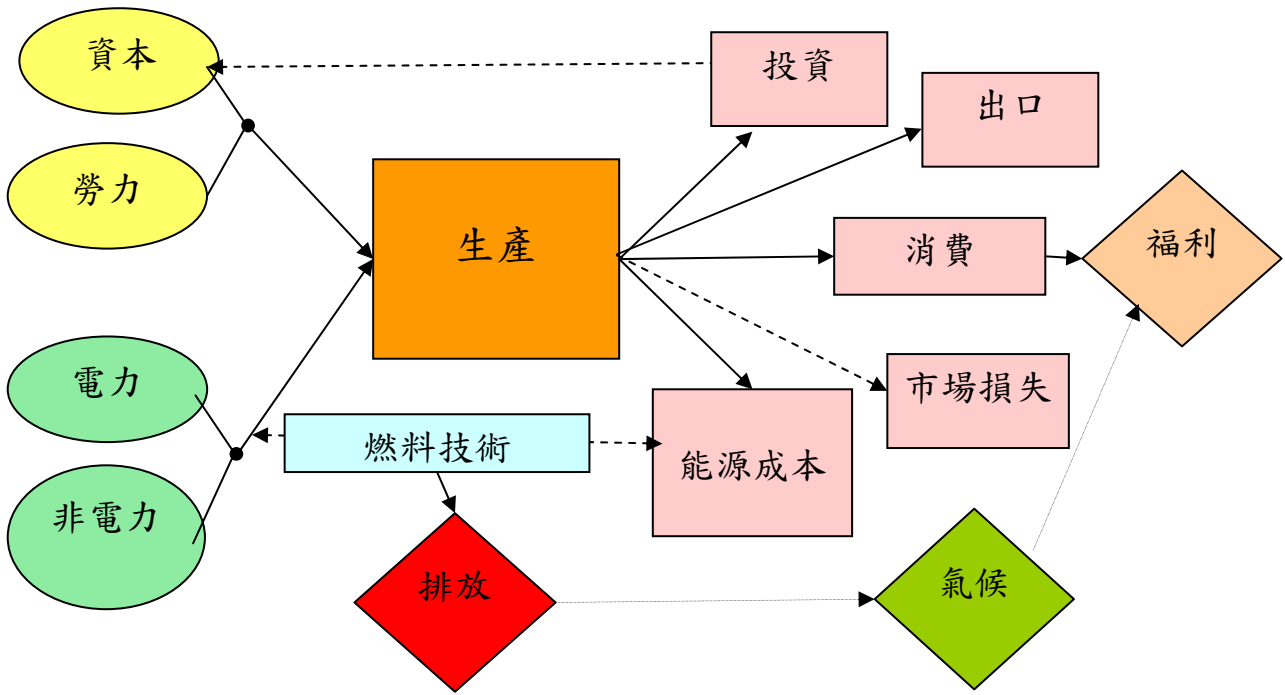 資本
投資
出口
勞力
生產
消費
福利
電力
市場損失
燃料技術
能源成本
非電力
排放
氣候